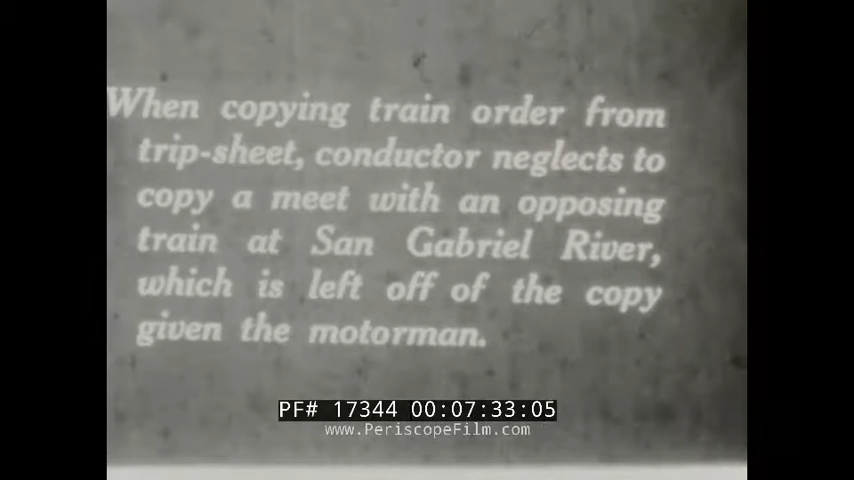 When copying train order from
trip-sheet, conductor neglects to
copy a meet with an opposing
train at San Gabriel River,
which is left off of the copy
given the motorman.
PF# 17344 00:07:33:05
www.PeriscopeFilm.com